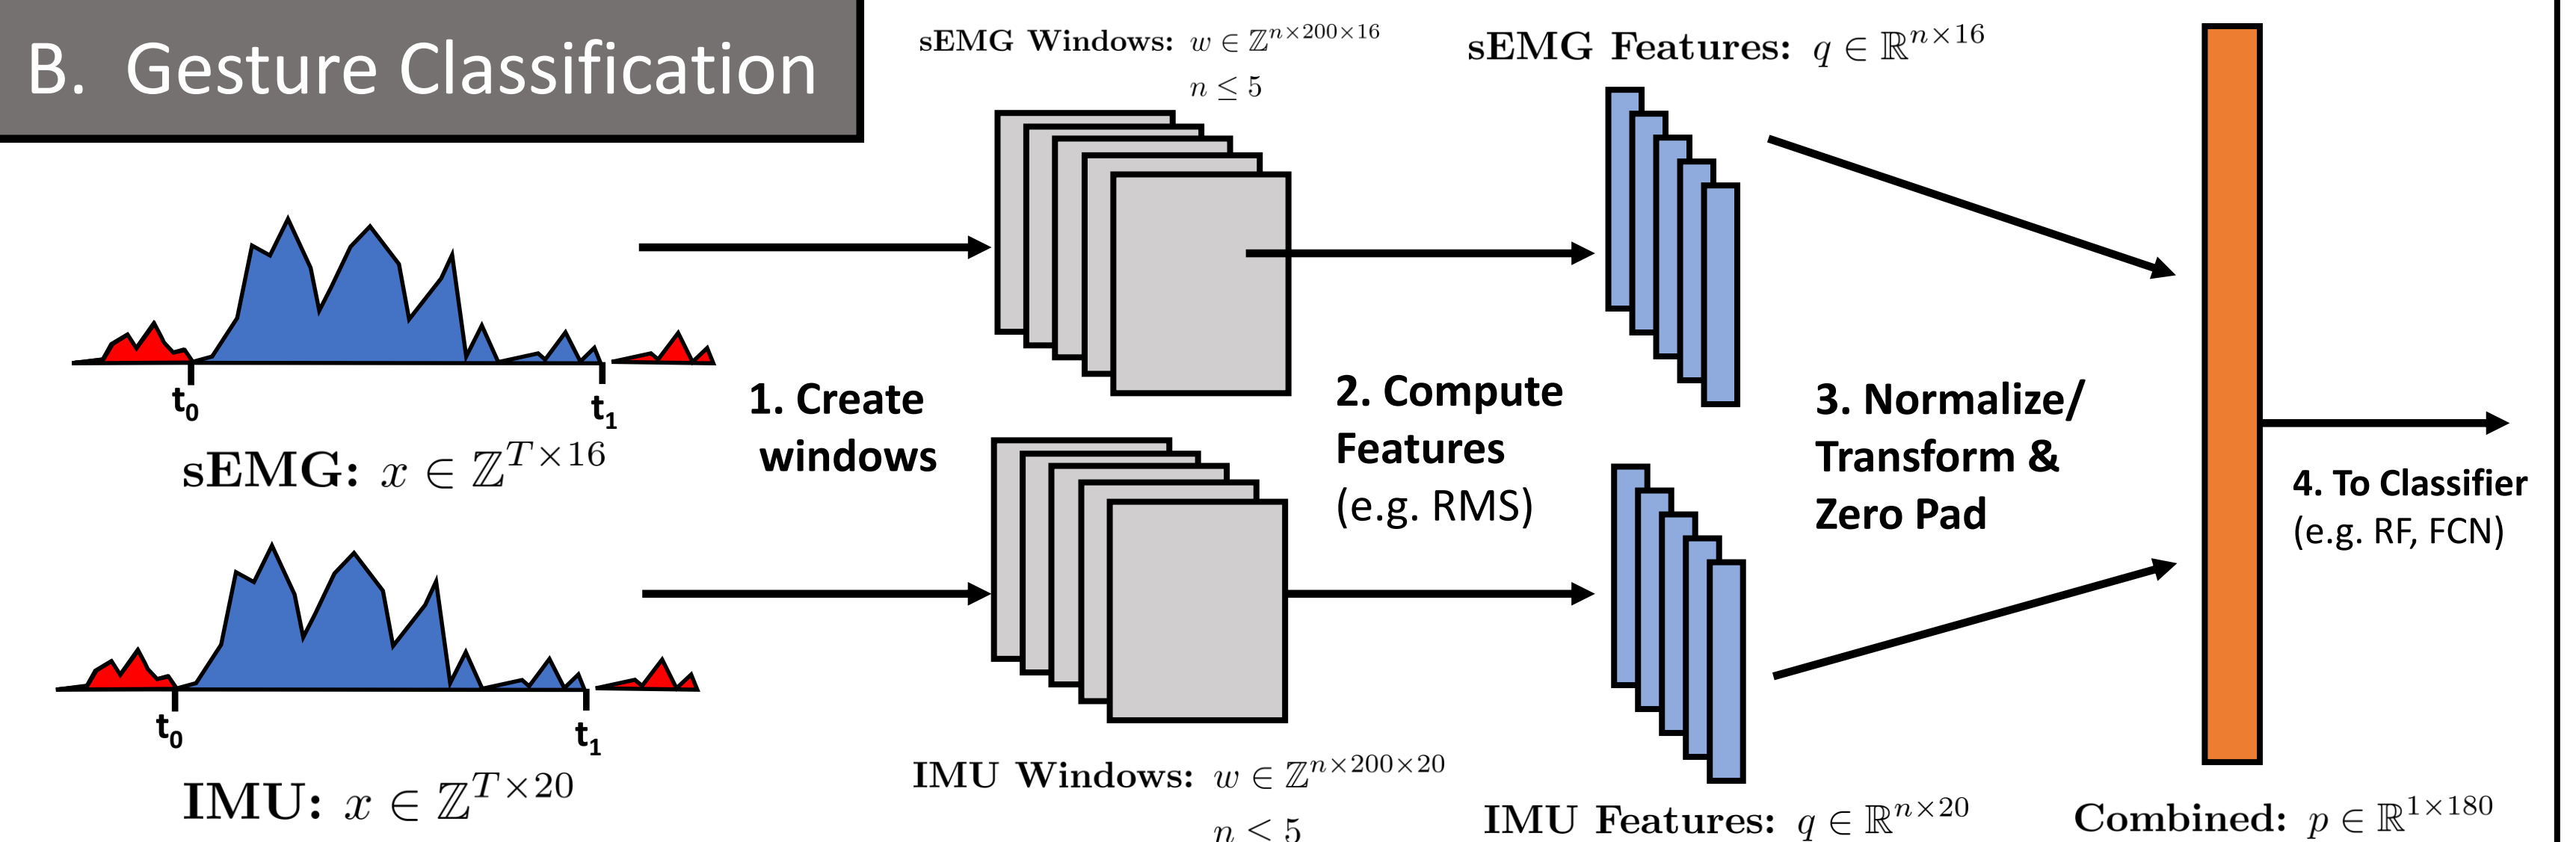 B. Gesture Classification
sEMG Windows: w ∈ ℤ^{n×200×16}
n ≤ 5
sEMG Features: q ∈ ℝ^{n×16}
t₀
t₁
sEMG: x ∈ ℤ^{T×16}
1. Create
windows
2. Compute
Features
(e.g. RMS)
3. Normalize/
Transform &
Zero Pad
4. To Classifier
(e.g. RF, FCN)
t₀
t₁
IMU: x ∈ ℤ^{T×20}
IMU Windows: w ∈ ℤ^{n×200×20}
n < 5
IMU Features: q ∈ ℝ^{n×20}
Combined: p ∈ ℝ^{1×180}